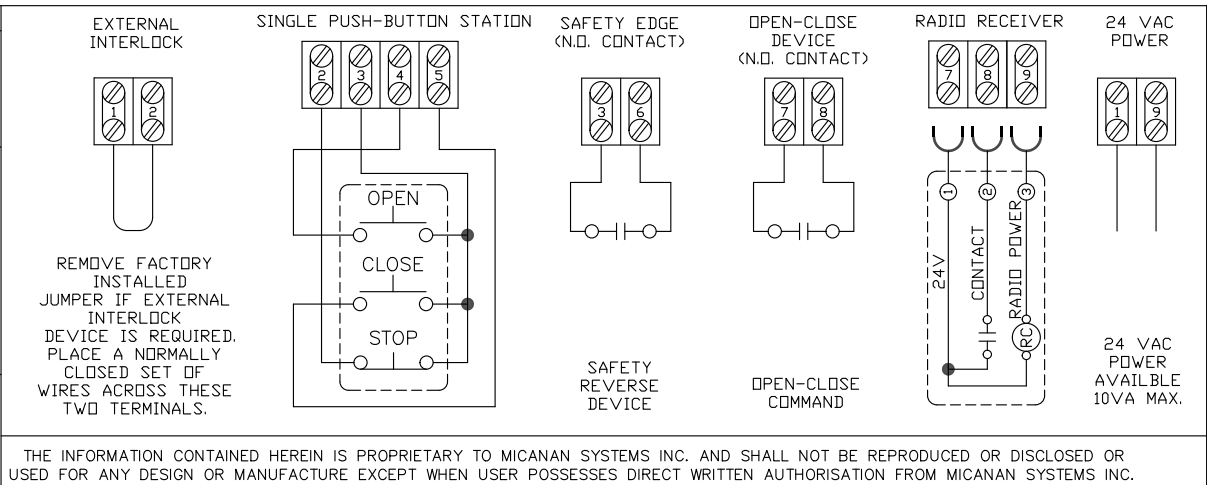 EXTERNAL
INTERLOCK
1 2
REMOVE FACTORY
INSTALLED
JUMPER IF EXTERNAL
INTERLOCK
DEVICE IS REQUIRED.
PLACE A NORMALLY
CLOSED SET OF
WIRES ACROSS THESE
TWO TERMINALS.
SINGLE PUSH-BUTTON STATION
2 3 4 5
OPEN
CLOSE
STOP
SAFETY EDGE
(N.O. CONTACT)
3 6
SAFETY
REVERSE
DEVICE
OPEN-CLOSE
DEVICE
(N.O. CONTACT)
7 8
OPEN-CLOSE
COMMAND
RADIO RECEIVER
7 8 9
1 2 3
24V
CONTACT
RADIO POWER
RC
24 VAC
POWER
1 9
24 VAC
POWER
AVAILBLE
10VA MAX.
THE INFORMATION CONTAINED HEREIN IS PROPRIETARY TO MICANAN SYSTEMS INC. AND SHALL NOT BE REPRODUCED OR DISCLOSED OR
USED FOR ANY DESIGN OR MANUFACTURE EXCEPT WHEN USER POSSESSES DIRECT WRITTEN AUTHORISATION FROM MICANAN SYSTEMS INC.